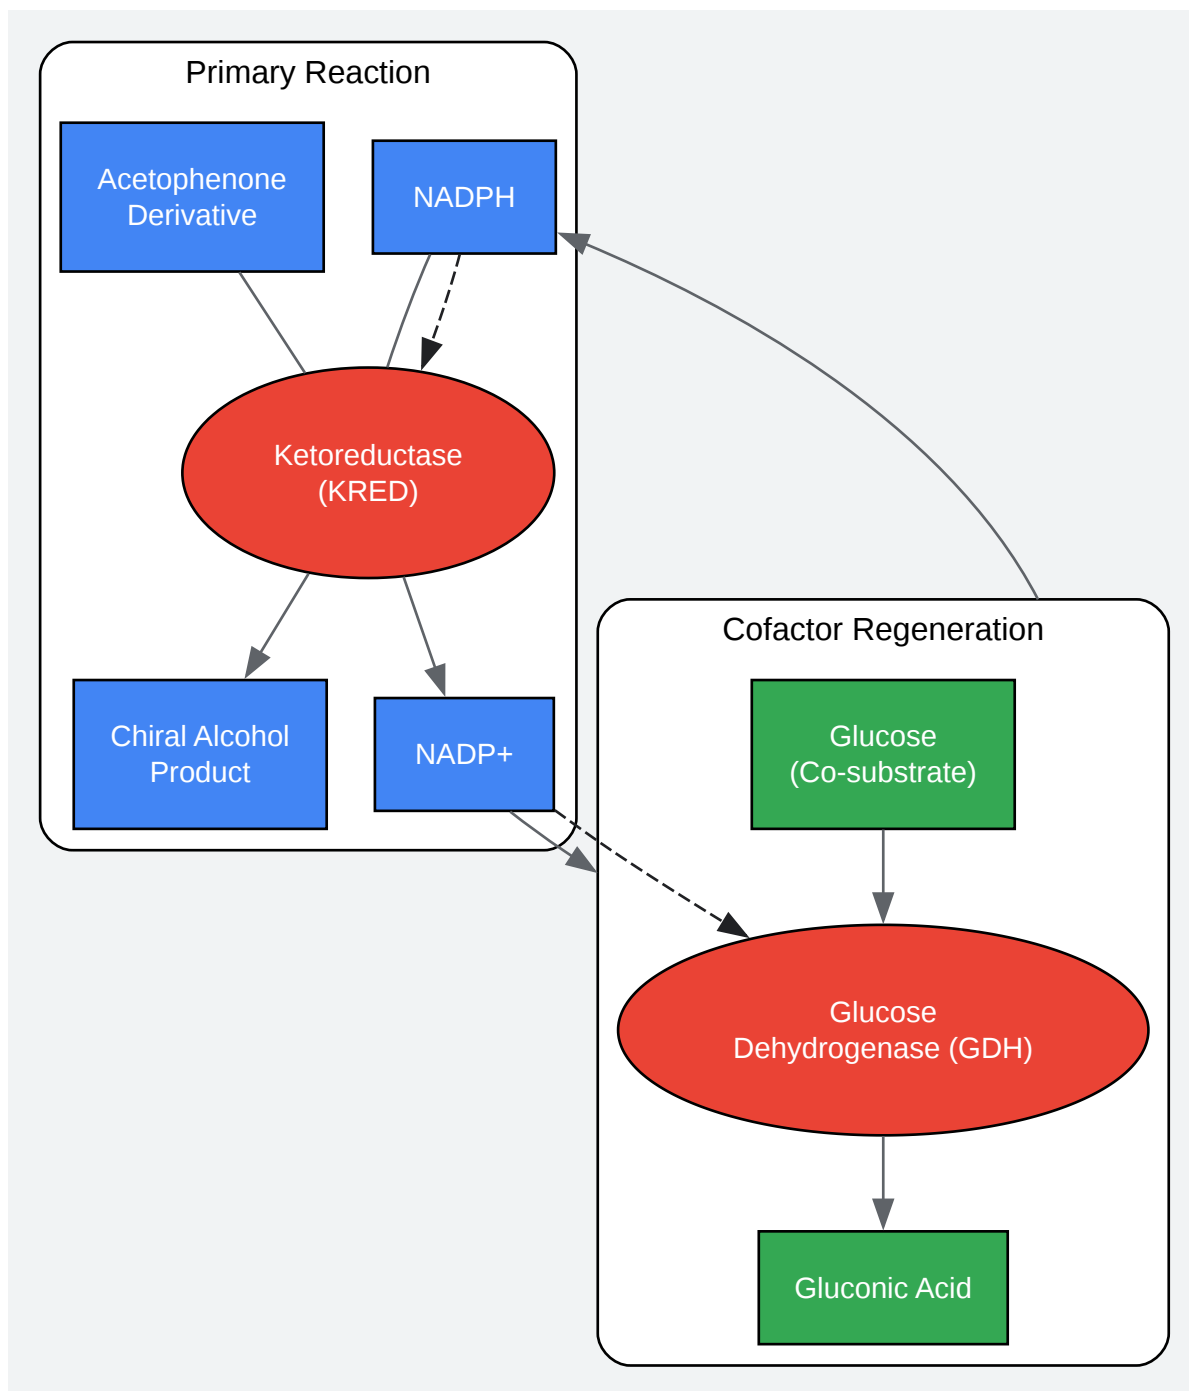 Primary Reaction
Acetophenone
Derivative
NADPH
Ketoreductase
(KRED)
Chiral Alcohol
Product
NADP+
Cofactor Regeneration
Glucose
(Co-substrate)
Glucose
Dehydrogenase (GDH)
Gluconic Acid